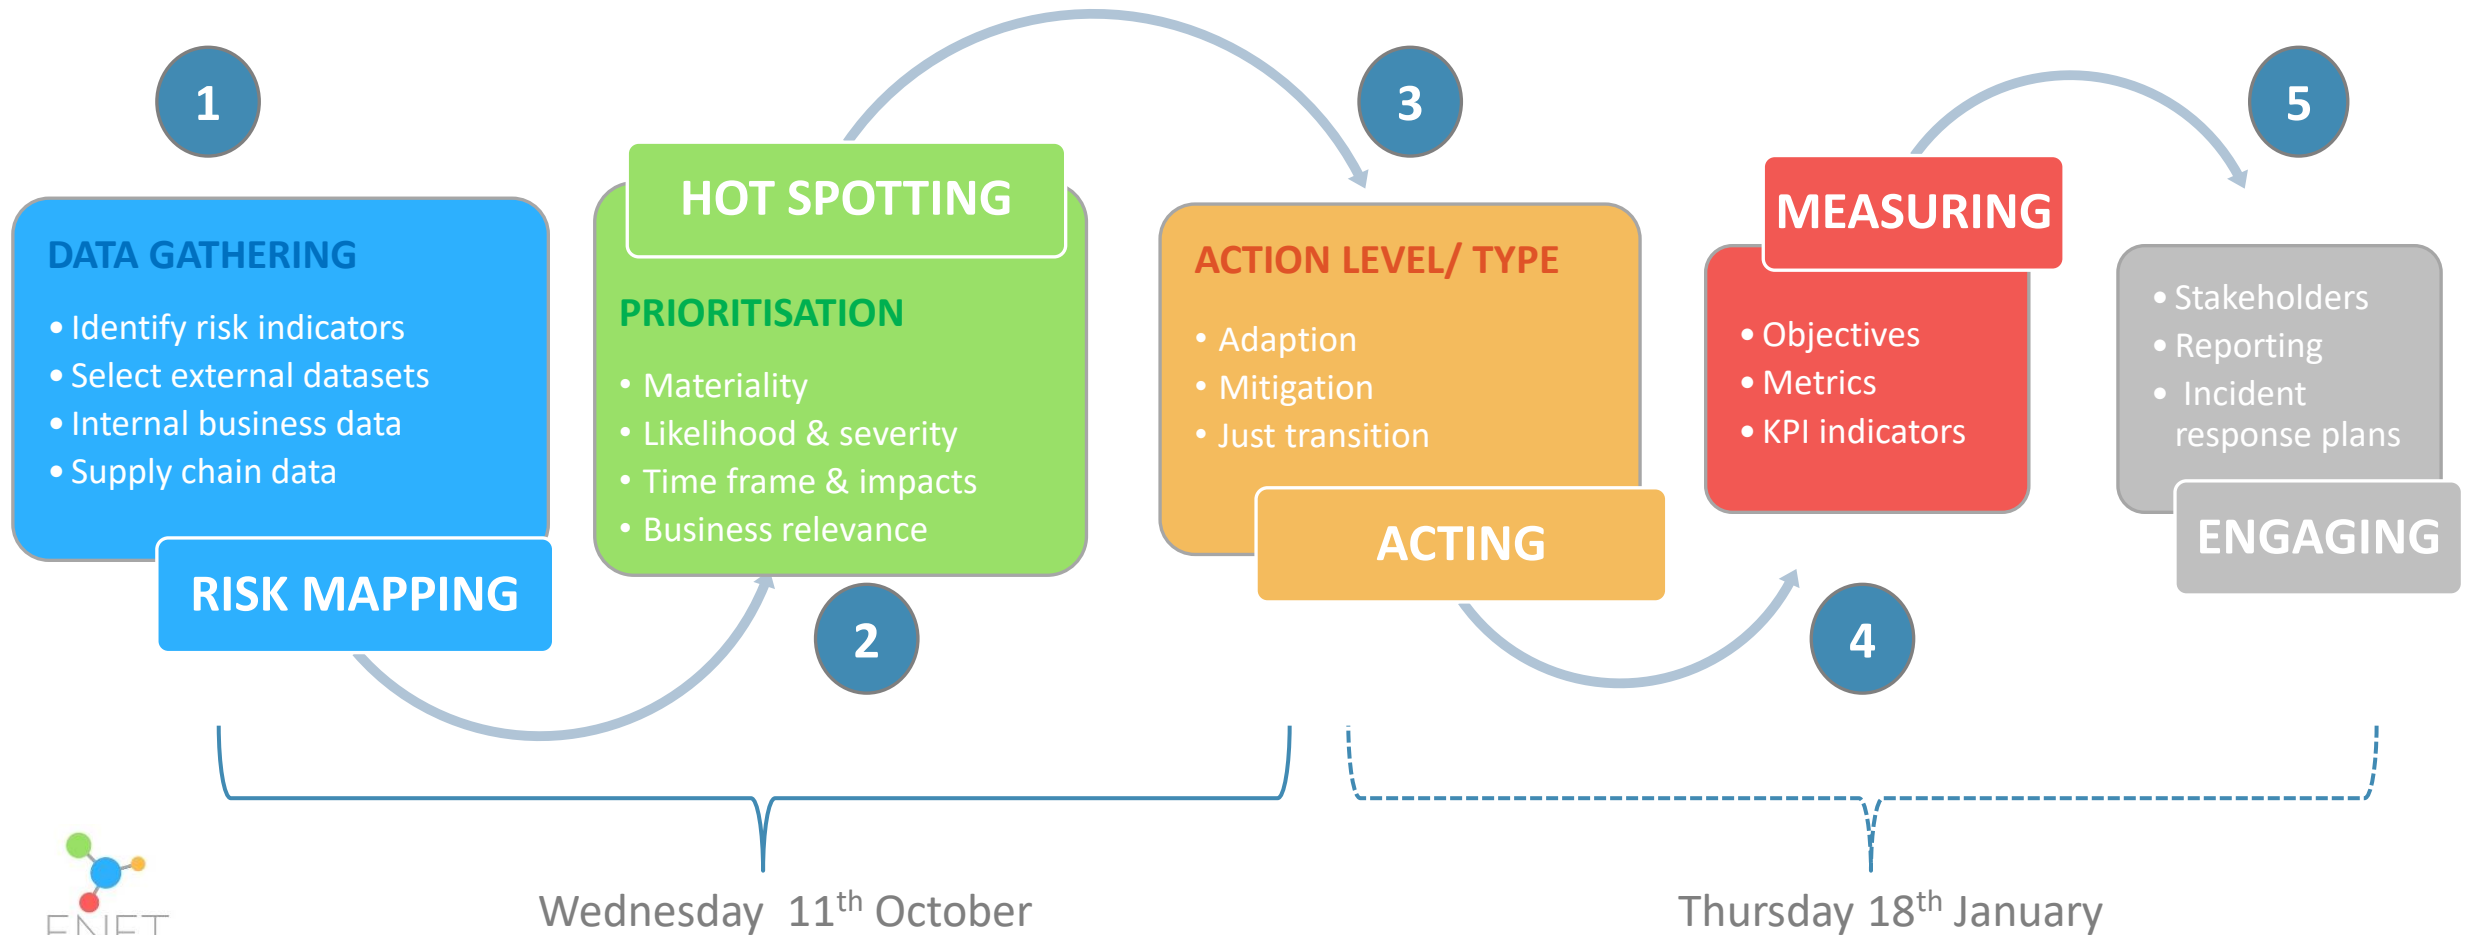 1
DATA GATHERING
• Identify risk indicators
• Select external datasets
• Internal business data
• Supply chain data
RISK MAPPING
2
HOT SPOTTING
PRIORITISATION
• Materiality
• Likelihood & severity
• Time frame & impacts
• Business relevance
3
ACTION LEVEL/ TYPE
• Adaption
• Mitigation
• Just transition
ACTING
4
MEASURING
• Objectives
• Metrics
• KPI indicators
5
• Stakeholders
• Reporting
• Incident
response plans
ENGAGING
Wednesday 11th October
Thursday 18th January
ENET